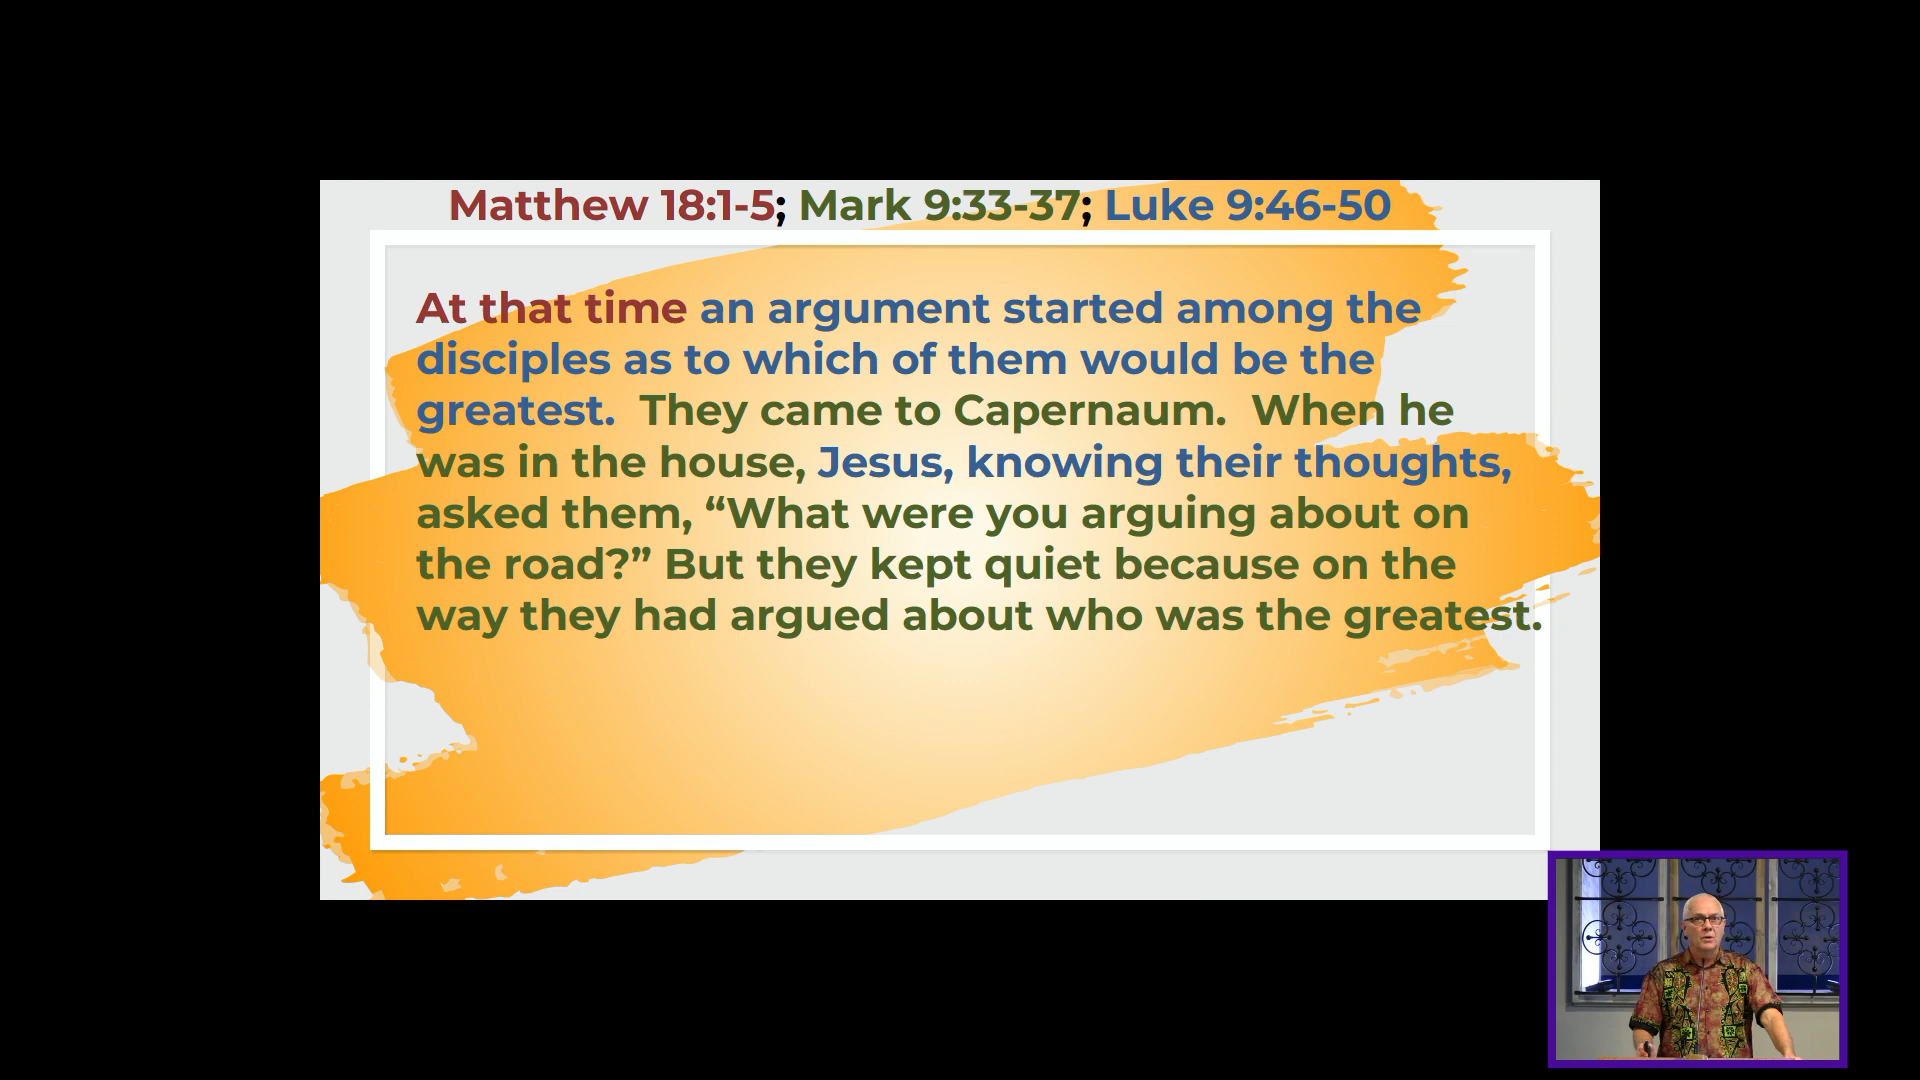 Matthew 18:1-5; Mark 9:33-37; Luke 9:46-50
At that time an argument started among the
disciples as to which of them would be the
greatest.  They came to Capernaum.  When he
was in the house, Jesus, knowing their thoughts,
asked them, “What were you arguing about on
the road?” But they kept quiet because on the
way they had argued about who was the greatest.